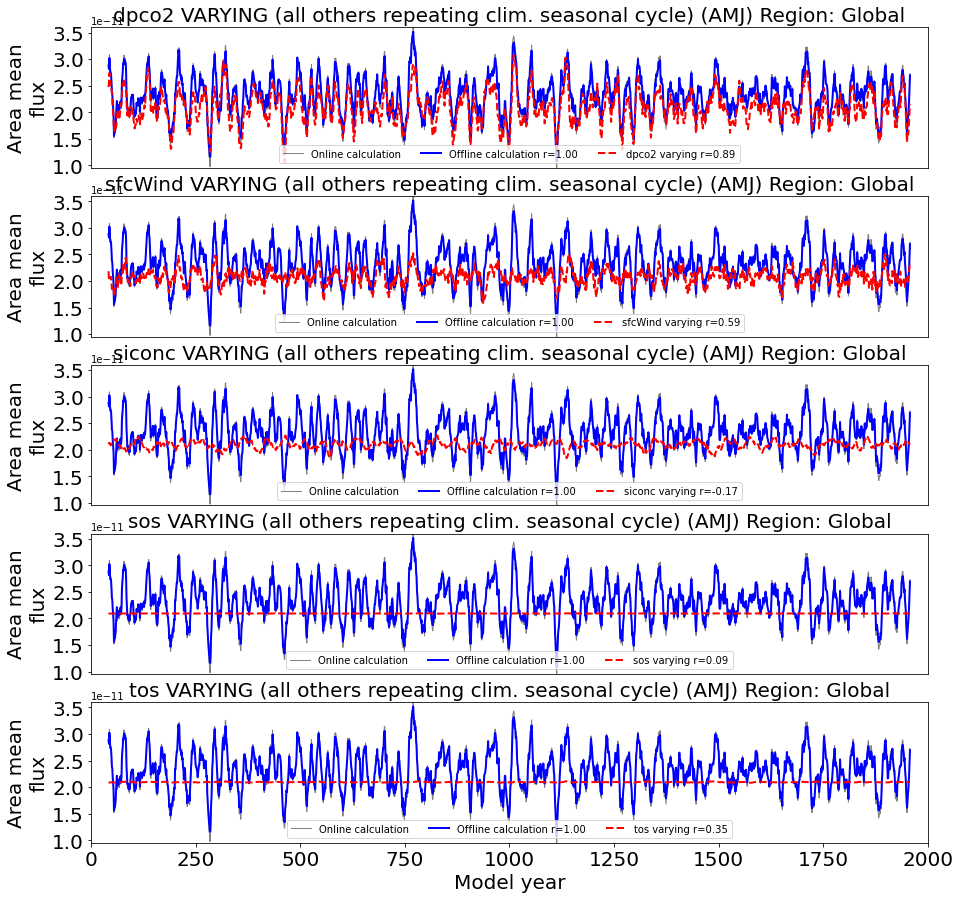 dpco2 VARYING (all others repeating clim. seasonal cycle) (AMJ) Region: Global
1e−11
3.5
3.0
2.5
2.0
1.5
1.0
Area mean
flux
Online calculation
Offline calculation r=1.00
dpco2 varying r=0.89
sfcWind VARYING (all others repeating clim. seasonal cycle) (AMJ) Region: Global
1e−11
3.5
3.0
2.5
2.0
1.5
1.0
Area mean
flux
Online calculation
Offline calculation r=1.00
sfcWind varying r=0.59
siconc VARYING (all others repeating clim. seasonal cycle) (AMJ) Region: Global
1e−11
3.5
3.0
2.5
2.0
1.5
1.0
Area mean
flux
Online calculation
Offline calculation r=1.00
siconc varying r=-0.17
sos VARYING (all others repeating clim. seasonal cycle) (AMJ) Region: Global
1e−11
3.5
3.0
2.5
2.0
1.5
1.0
Area mean
flux
Online calculation
Offline calculation r=1.00
sos varying r=0.09
tos VARYING (all others repeating clim. seasonal cycle) (AMJ) Region: Global
1e−11
3.5
3.0
2.5
2.0
1.5
1.0
Area mean
flux
Online calculation
Offline calculation r=1.00
tos varying r=0.35
0 250 500 750 1000 1250 1500 1750 2000
Model year